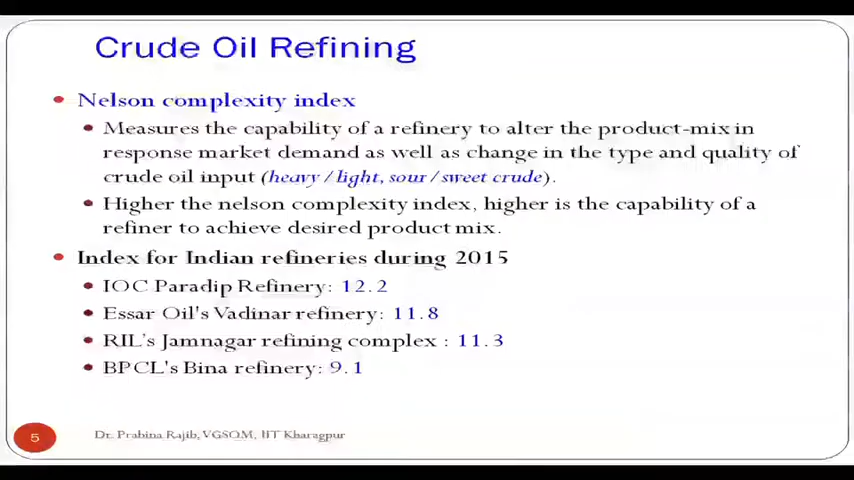 Crude Oil Refining
Nelson complexity index
Measures the capability of a refinery to alter the product-mix in
response market demand as well as change in the type and quality of
crude oil input (heavy/light, sour/sweet crude).
Higher the nelson complexity index, higher is the capability of a
refiner to achieve desired product mix.
Index for Indian refineries during 2015
IOC Paradip Refinery: 12.2
Essar Oil's Vadinar refinery: 11.8
RIL's Jamnagar refining complex : 11.3
BPCL's Bina refinery: 9.1
5
Dr. Prabina Rajib, VGSOM, IIT Kharagpur